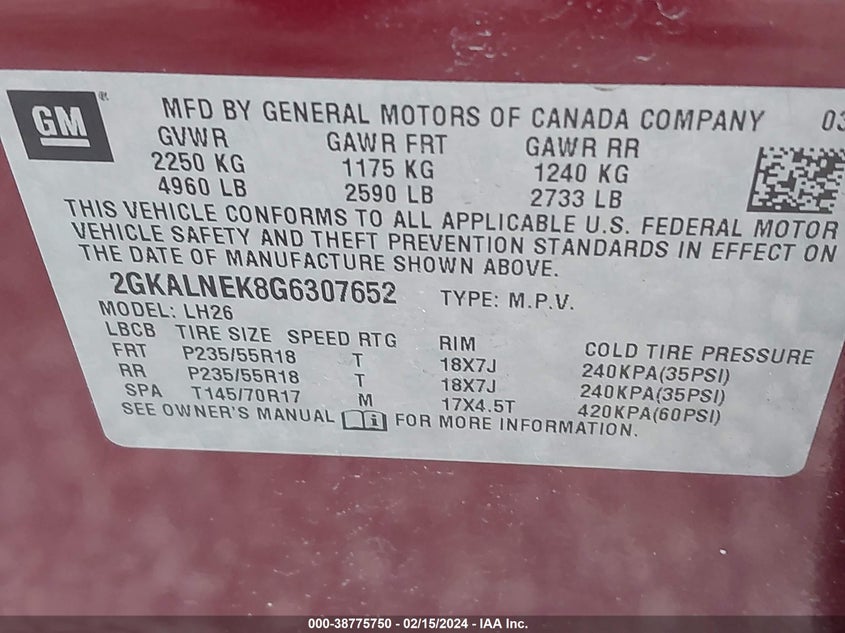 GM ®
MFD BY GENERAL MOTORS OF CANADA COMPANY 03
GVWR GAWR FRT GAWR RR
2250 KG 1175 KG 1240 KG
4960 LB 2590 LB 2733 LB
THIS VEHICLE CONFORMS TO ALL APPLICABLE U.S. FEDERAL MOTOR
VEHICLE SAFETY AND THEFT PREVENTION STANDARDS IN EFFECT ON
THE DATE OF MANUFACTURE SHOWN ABOVE.
2GKALNEK8G6307652 TYPE: M.P.V.
MODEL: LH26
LBCB TIRE SIZE SPEED RTG RIM COLD TIRE PRESSURE
FRT P235/55R18 T 18X7J 240KPA(35PSI)
RR P235/55R18 T 18X7J 240KPA(35PSI)
SPA T145/70R17 M 17X4.5T 420KPA(60PSI)
SEE OWNER'S MANUAL FOR MORE INFORMATION.
000-38775750 - 02/15/2024 - IAA Inc.